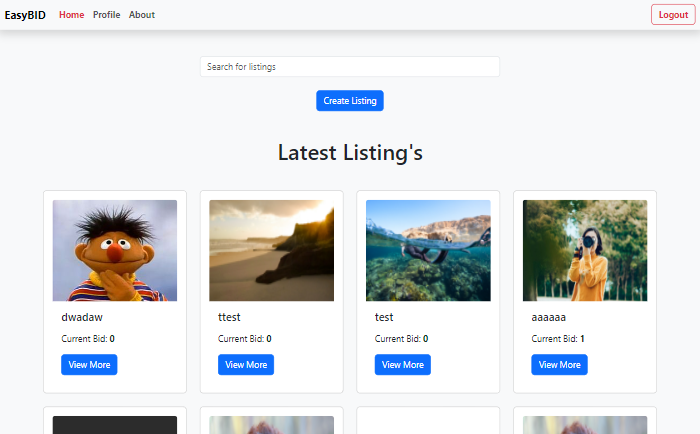 EasyBID Home Profile About Logout
Search for listings
Create Listing
Latest Listing's
dwadaw
Current Bid: 0
View More
ttest
Current Bid: 0
View More
test
Current Bid: 0
View More
aaaaaa
Current Bid: 1
View More